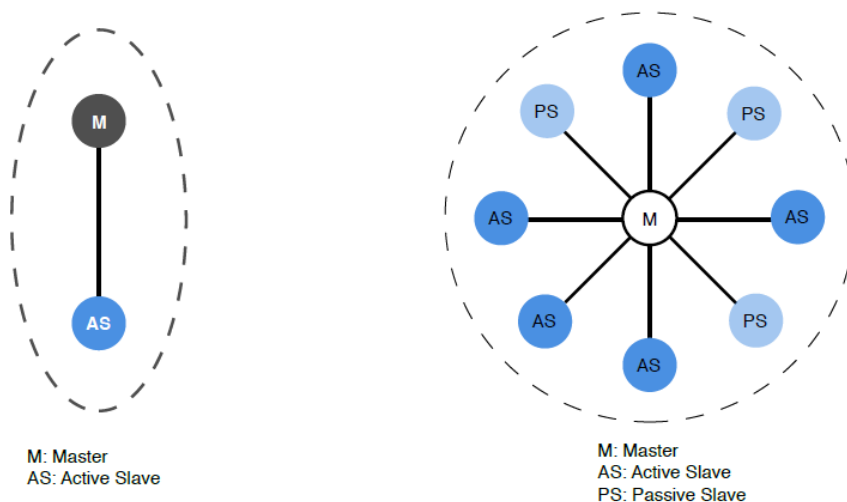 M
AS
M: Master
AS: Active Slave
AS
PS
PS
AS
M
AS
AS
PS
AS
M: Master
AS: Active Slave
PS: Passive Slave